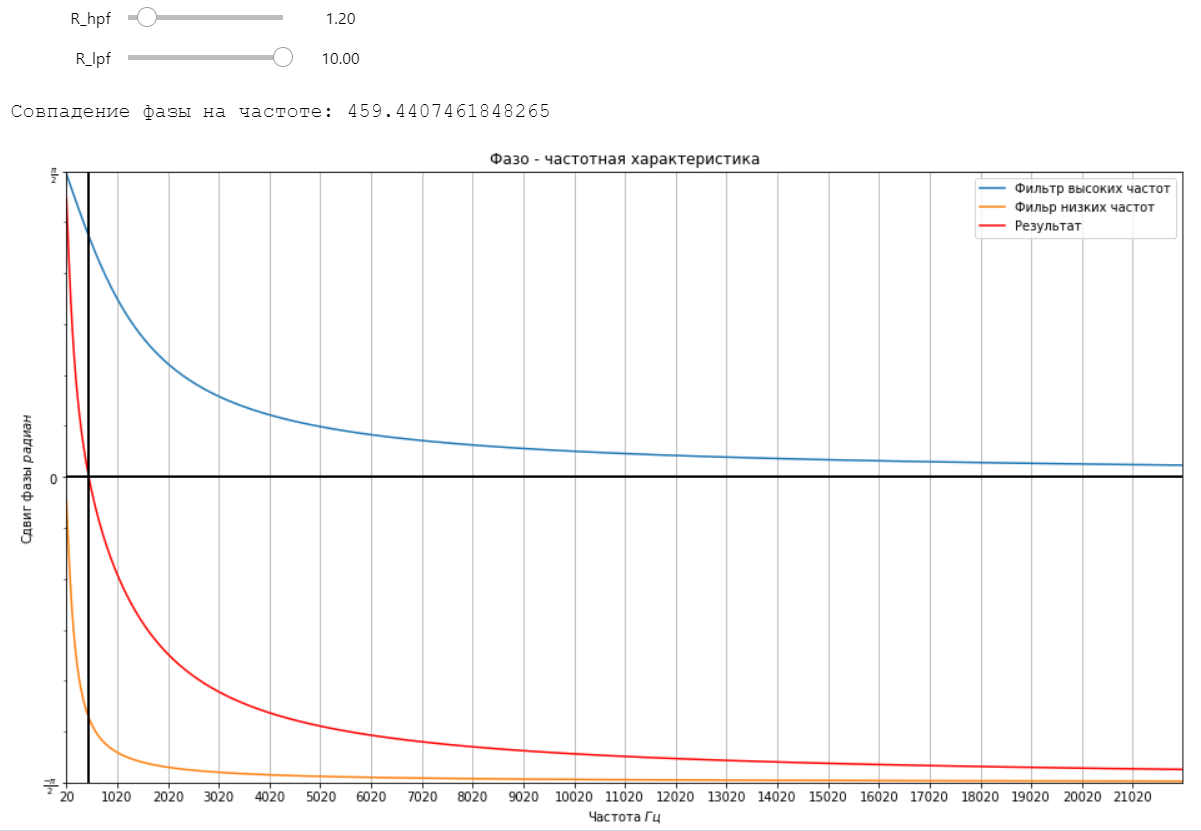 R_hpf 1.20
R_lpf 10.00
Совпадение фазы на частоте: 459.4407461848265
Фазо - частотная характеристика
π/2
Фильтр высоких частот
Фильр низких частот
Результат
Сдвиг фазы радиан
0
-π/2
20 1020 2020 3020 4020 5020 6020 7020 8020 9020 10020 11020 12020 13020 14020 15020 16020 17020 18020 19020 20020 21020
Частота Гц